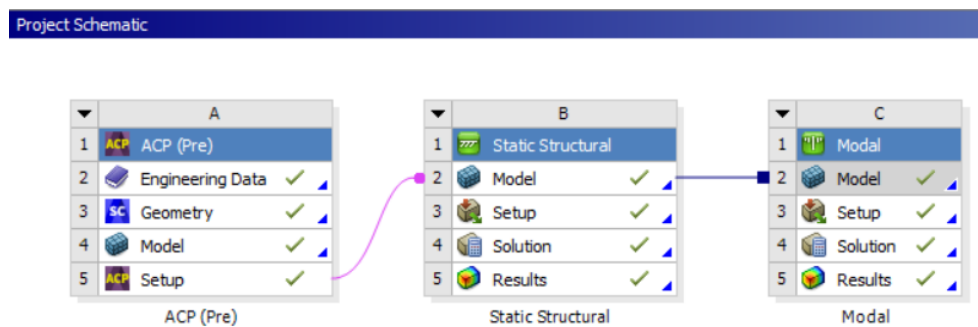 Project Schematic
A
1 ACP ACP (Pre)
2 Engineering Data
3 SC Geometry
4 Model
5 ACP Setup
ACP (Pre)
B
1 Static Structural
2 Model
3 Setup
4 Solution
5 Results
Static Structural
C
1 Modal
2 Model
3 Setup
4 Solution
5 Results
Modal